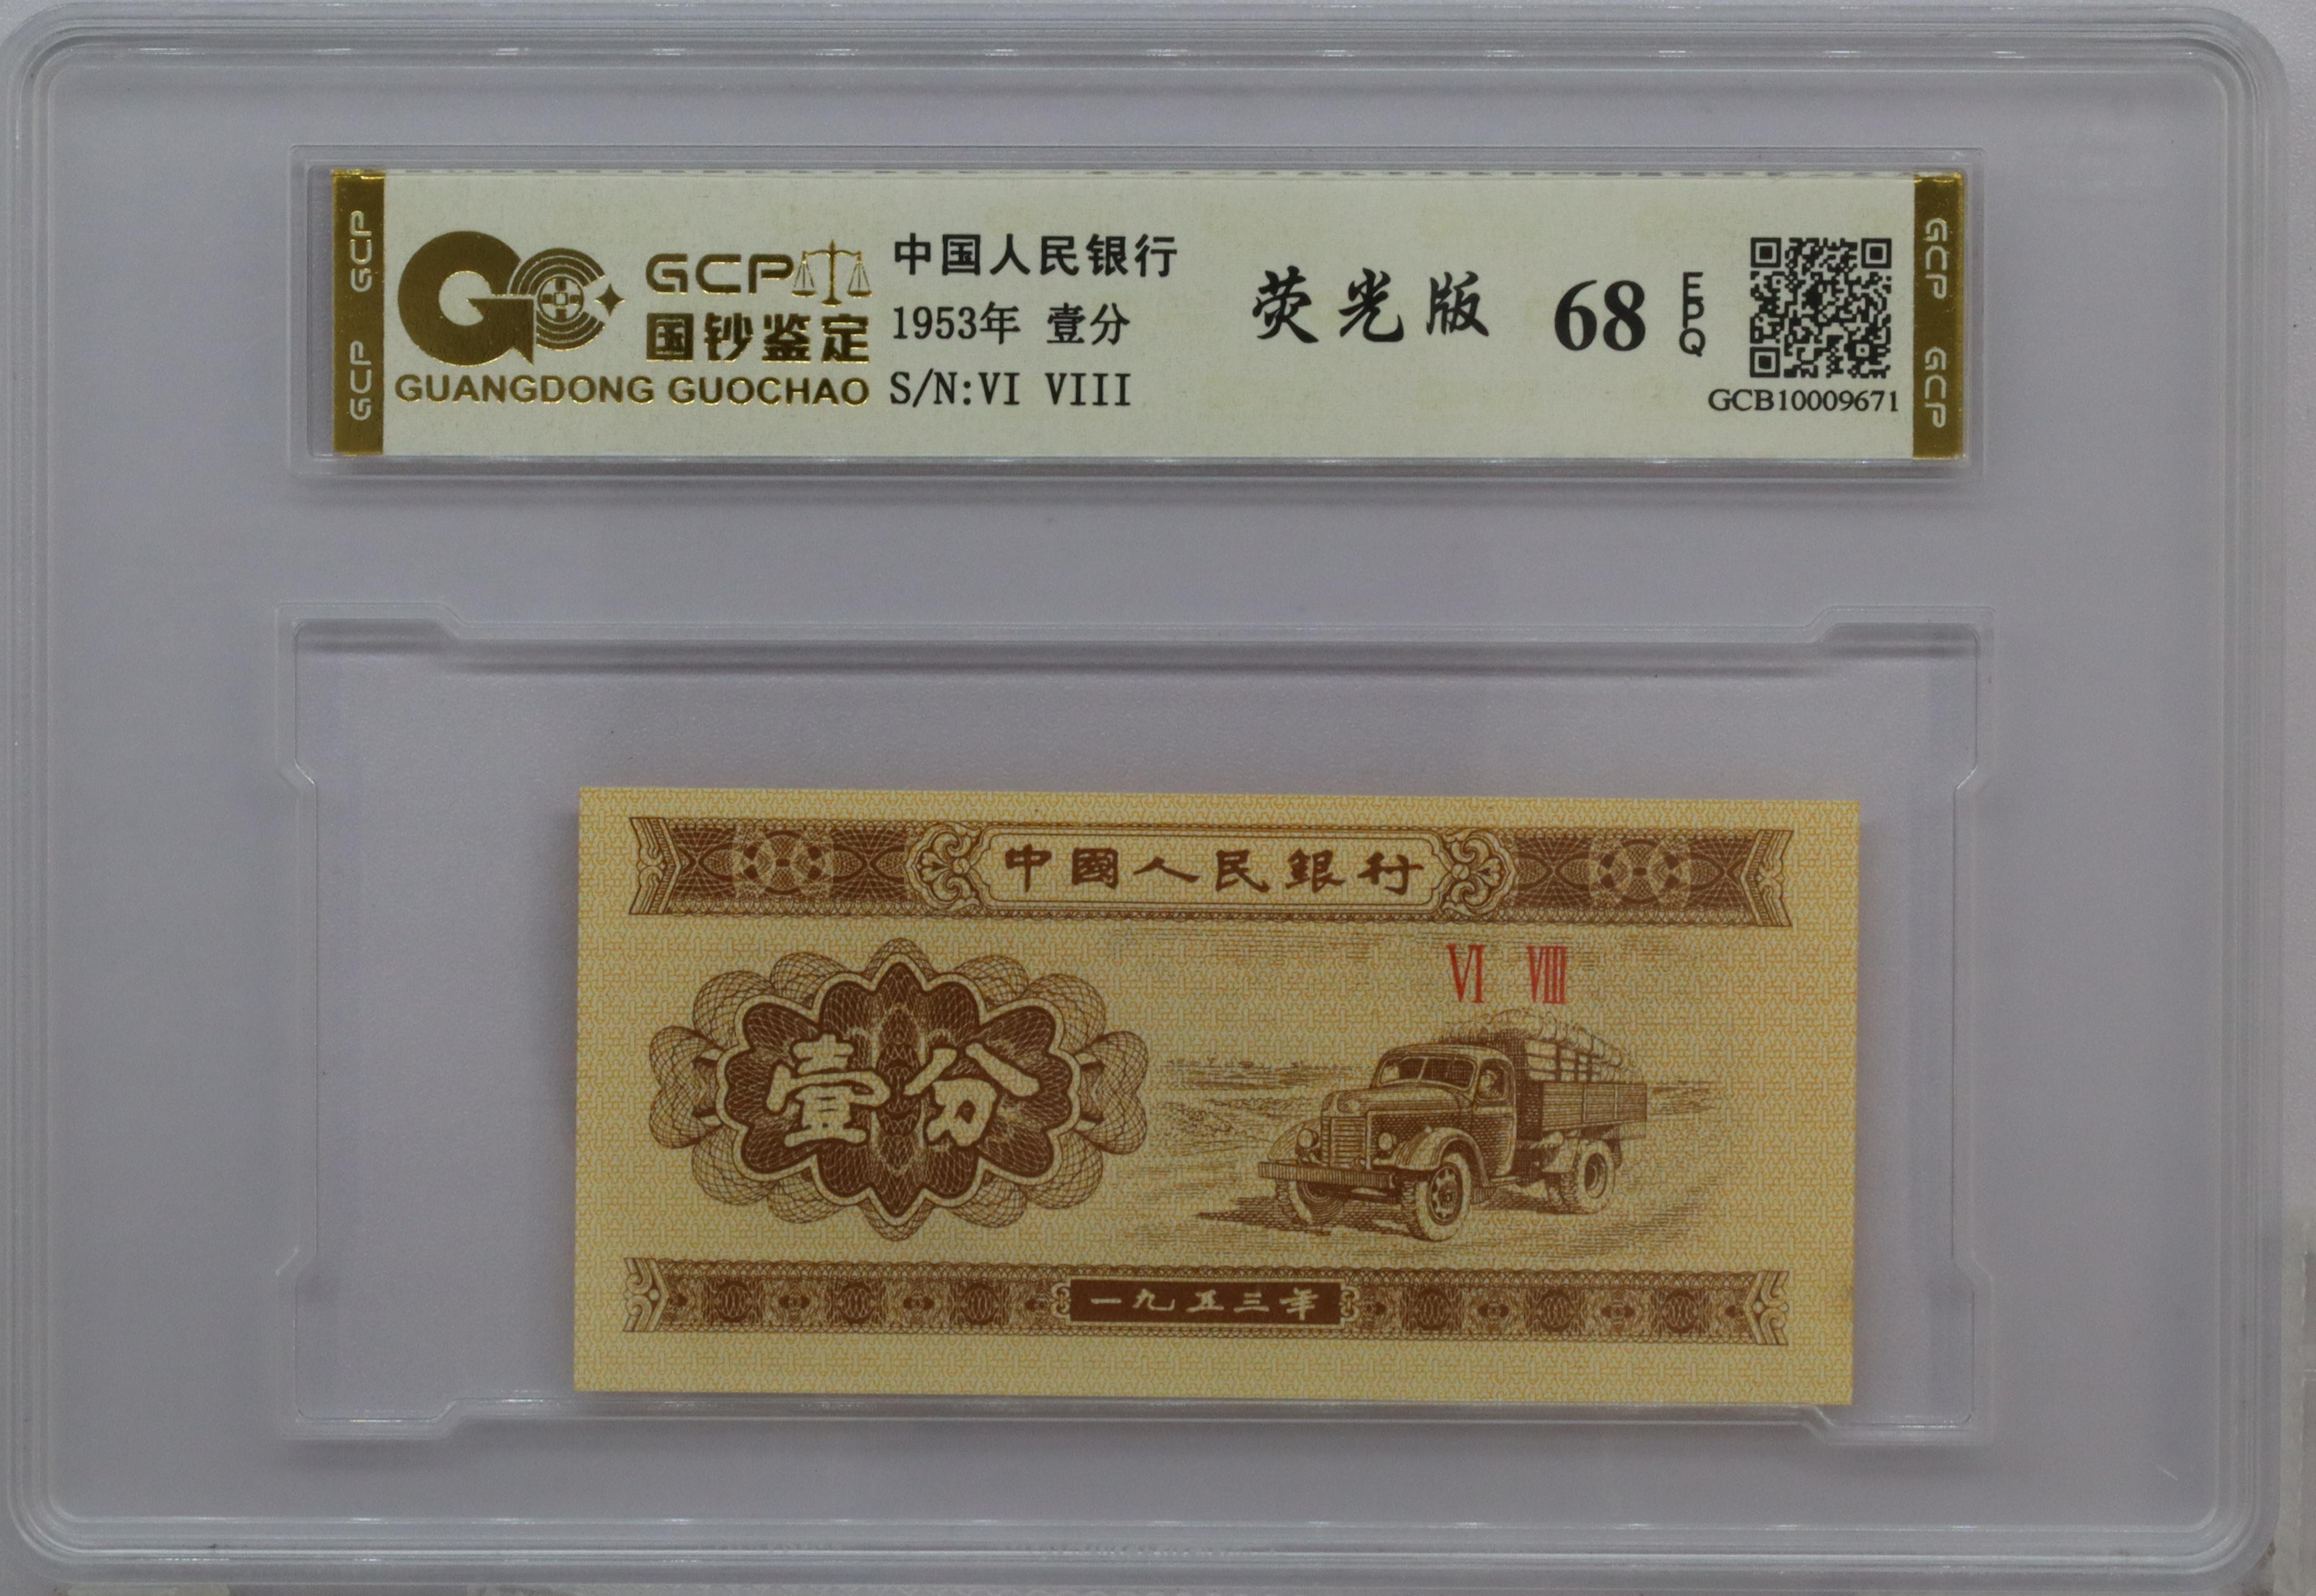 GCP GCP
GCP
国钞鉴定
GUANGDONG GUOCHAO
中国人民银行
1953年 壹分
S/N:VI VIII
荧光版
68
EPQ
GCB10009671
GCP GCP
中國人民銀行
VI VIII
壹分
一九五三年